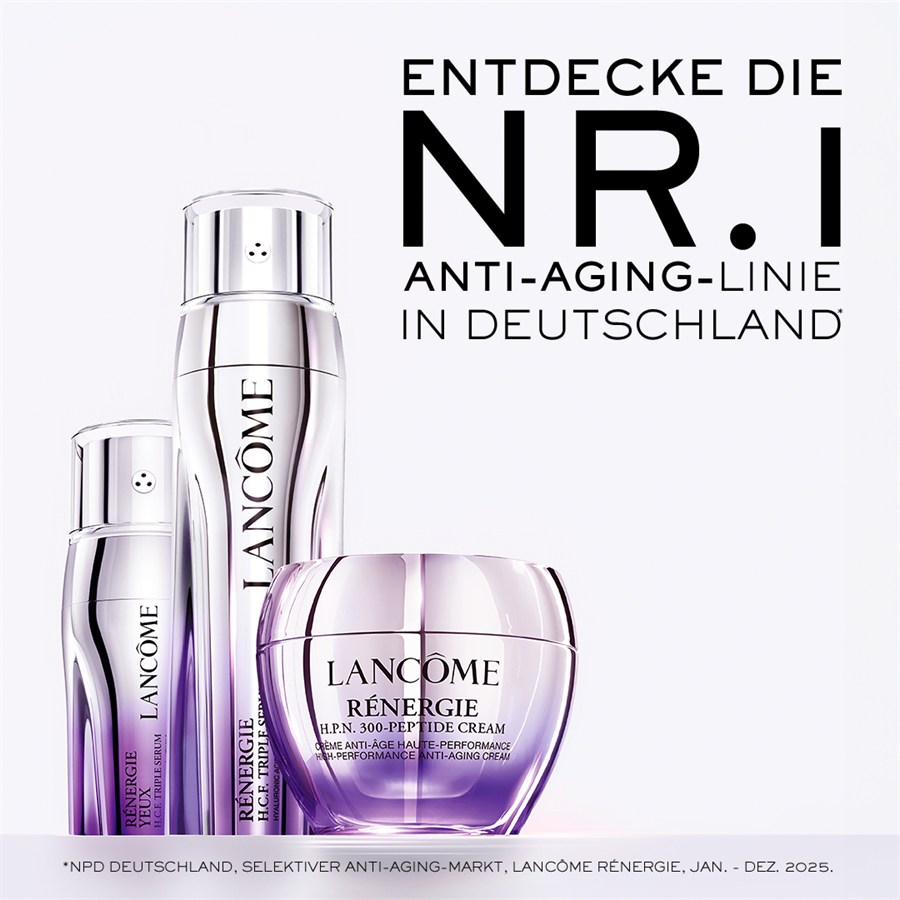 ENTDECKE DIE
NR. 1
ANTI-AGING-LINIE
IN DEUTSCHLAND*
LANCÔME
RÉNERGIE
YEUX
H.C.F. TRIPLE SERUM
LANCÔME
RÉNERGIE
H.C.F. TRIPLE SERUM
LANCÔME
RÉNERGIE
H.P.N. 300-PEPTIDE CREAM
CRÈME ANTI-ÂGE HAUTE-PERFORMANCE
HIGH-PERFORMANCE ANTI-AGING CREAM
*NPD DEUTSCHLAND, SELEKTIVER ANTI-AGING-MARKT, LANCÔME RÉNERGIE, JAN. - DEZ. 2025.